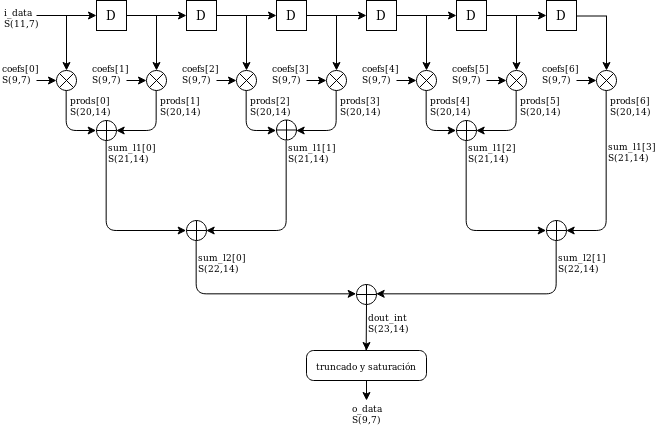 i_data
S(11,7)
D D D D D D
coefs[0] coefs[1] coefs[2] coefs[3] coefs[4] coefs[5] coefs[6]
S(9,7) S(9,7) S(9,7) S(9,7) S(9,7) S(9,7) S(9,7)
prods[0] prods[1] prods[2] prods[3] prods[4] prods[5] prods[6]
S(20,14) S(20,14) S(20,14) S(20,14) S(20,14) S(20,14) S(20,14)
sum_l1[0] sum_l1[1] sum_l1[2] sum_l1[3]
S(21,14) S(21,14) S(21,14) S(21,14)
sum_l2[0] sum_l2[1]
S(22,14) S(22,14)
dout_int
S(23,14)
truncado y saturación
o_data
S(9,7)